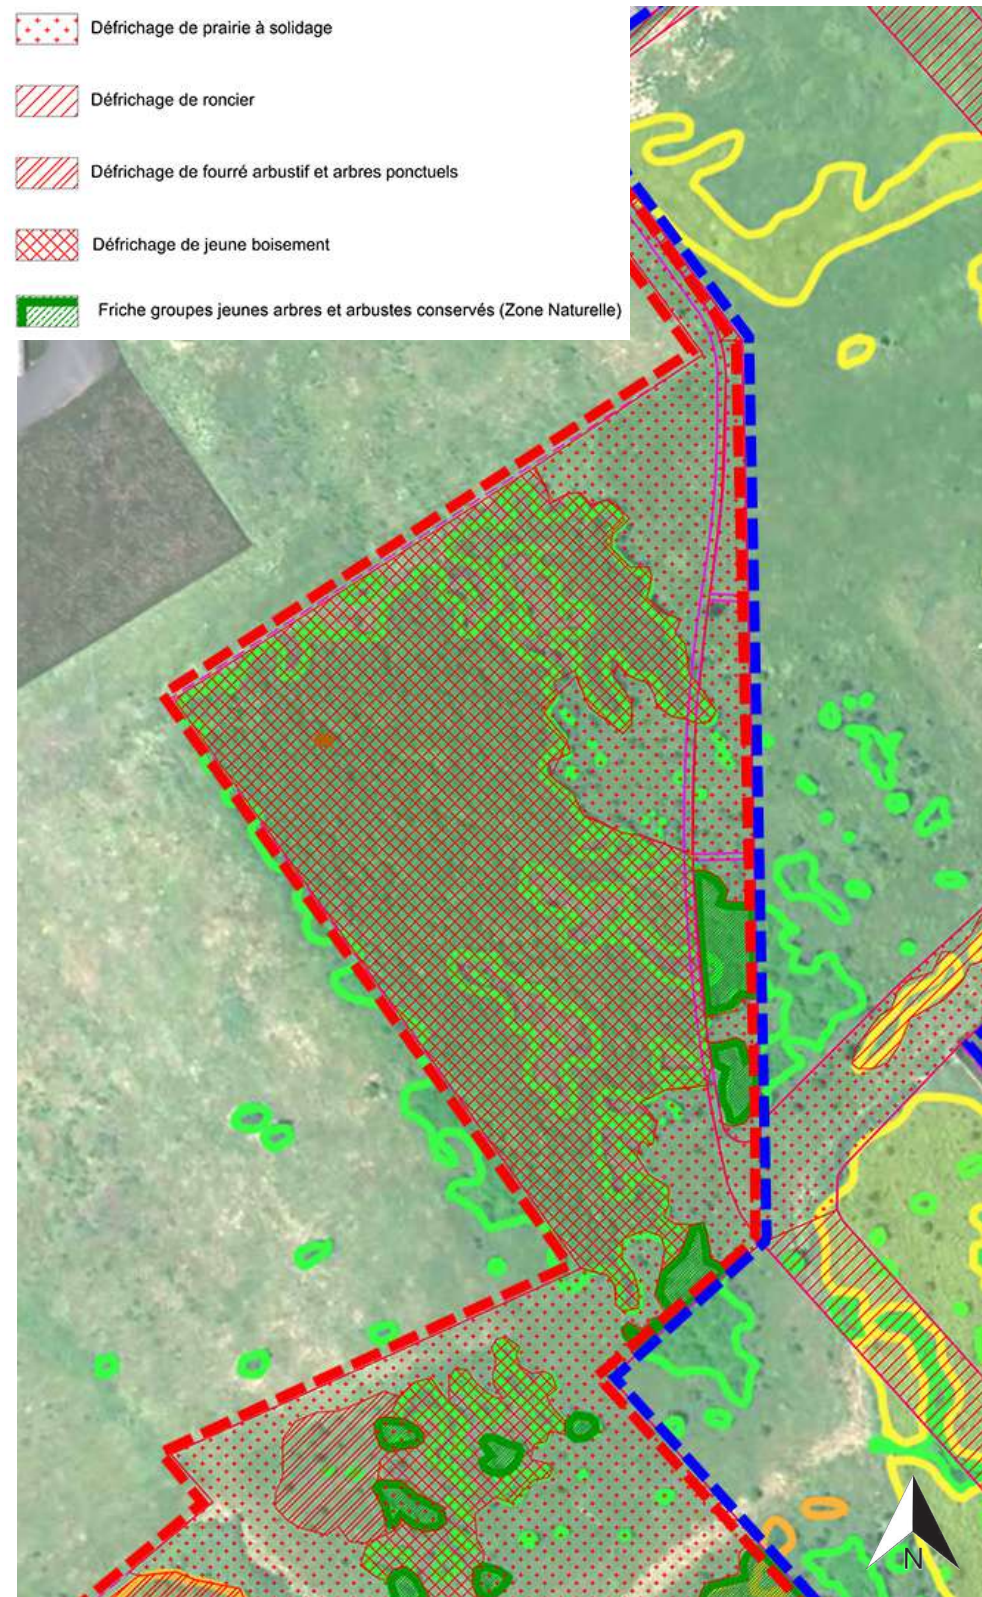 Défrichage de prairie à solidage
Défrichage de roncier
Défrichage de fourré arbustif et arbres ponctuels
Défrichage de jeune boisement
Friche groupes jeunes arbres et arbustes conservés (Zone Naturelle)
N